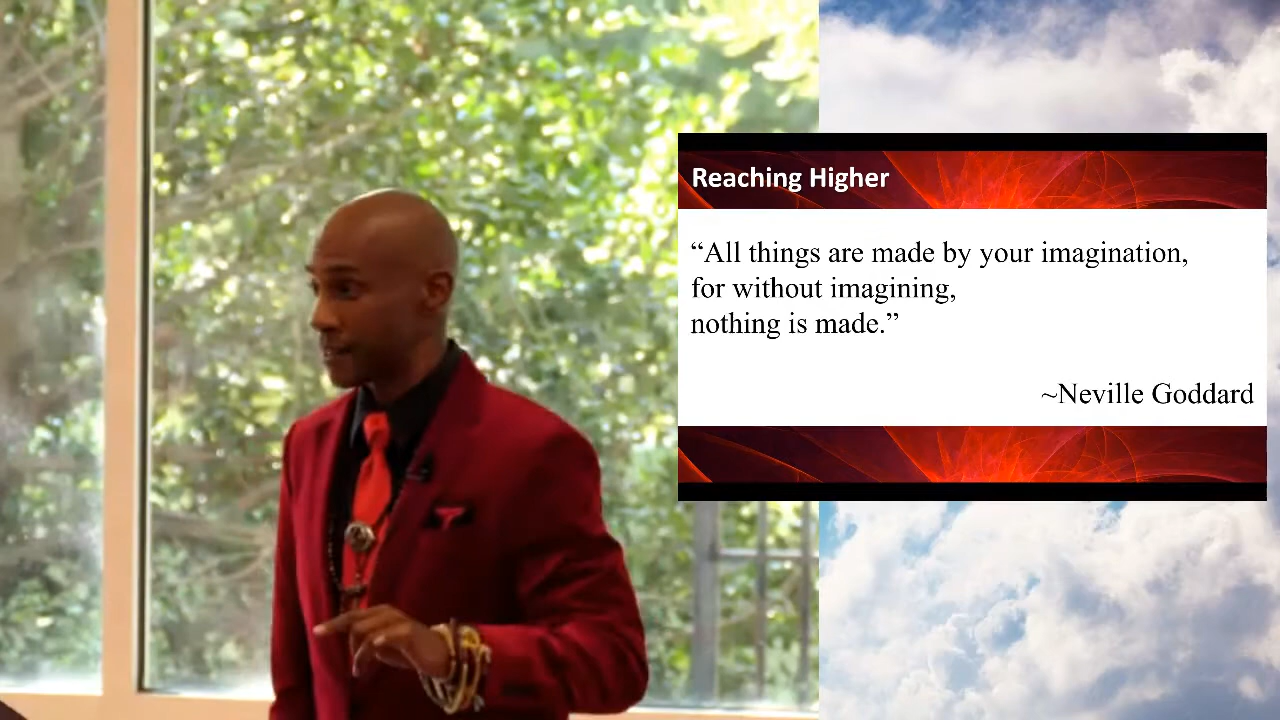 Reaching Higher
“All things are made by your imagination,
for without imagining,
nothing is made.”
~Neville Goddard